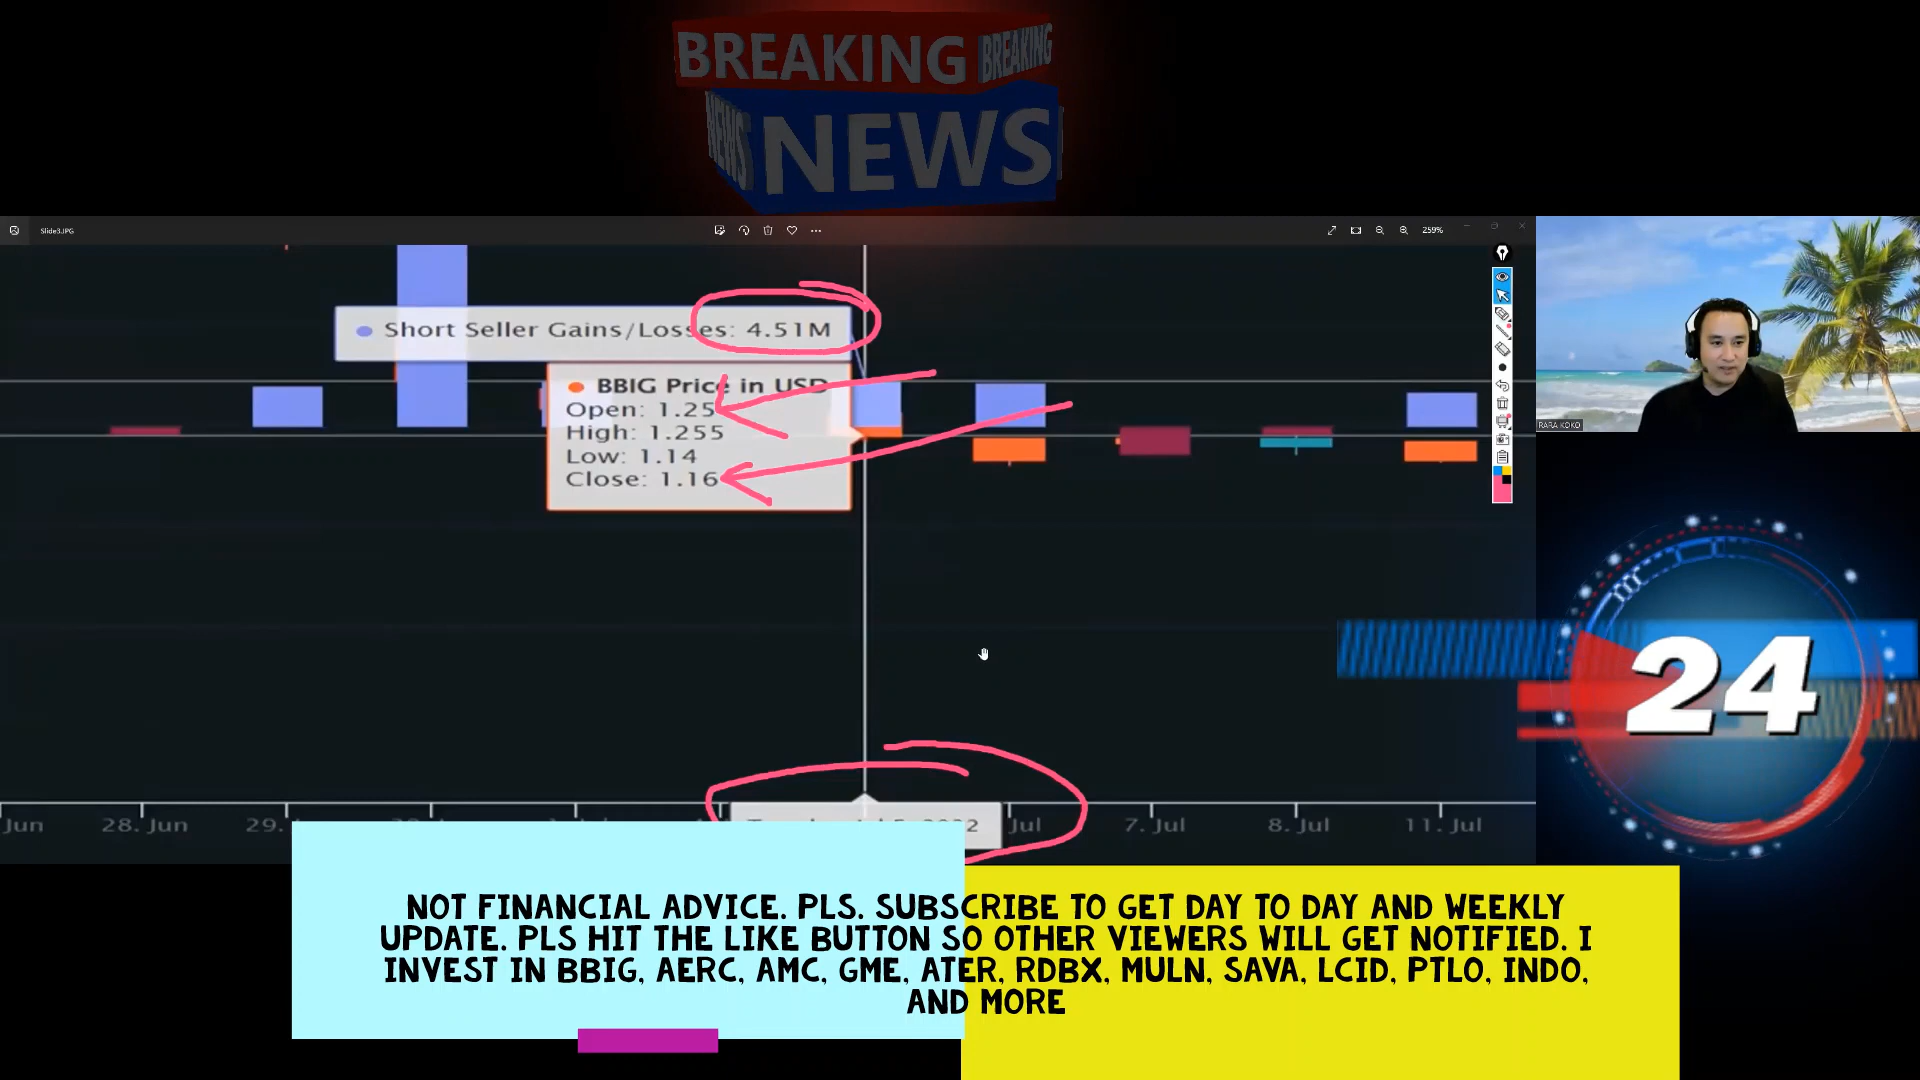 BREAKING BREAKING
NEWS NEWS
Slide3.JPG
259%
Short Seller Gains/Losses: 4.51M
BBIG Price in USD
Open: 1.25
High: 1.255
Low: 1.14
Close: 1.16
RARA KOKO
24
Jun 28. Jun 29. Jul 7. Jul 8. Jul 11. Jul
NOT FINANCIAL ADVICE. PLS. SUBSCRIBE TO GET DAY TO DAY AND WEEKLY
UPDATE. PLS HIT THE LIKE BUTTON SO OTHER VIEWERS WILL GET NOTIFIED. I
INVEST IN BBIG, AERC, AMC, GME, ATER, RDBX, MULN, SAVA, LCID, PTLO, INDO,
AND MORE